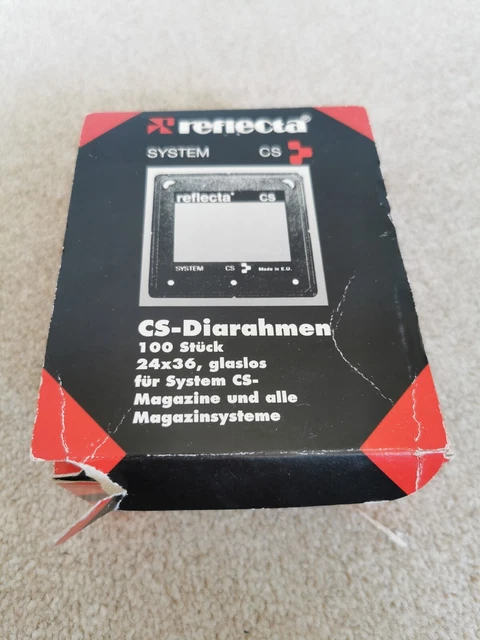 reflecta
SYSTEM CS
reflecta CS
SYSTEM CS Made in E.U.
CS-Diarahmen
100 Stück
24x36, glaslos
für System CS-
Magazine und alle
Magazinsysteme